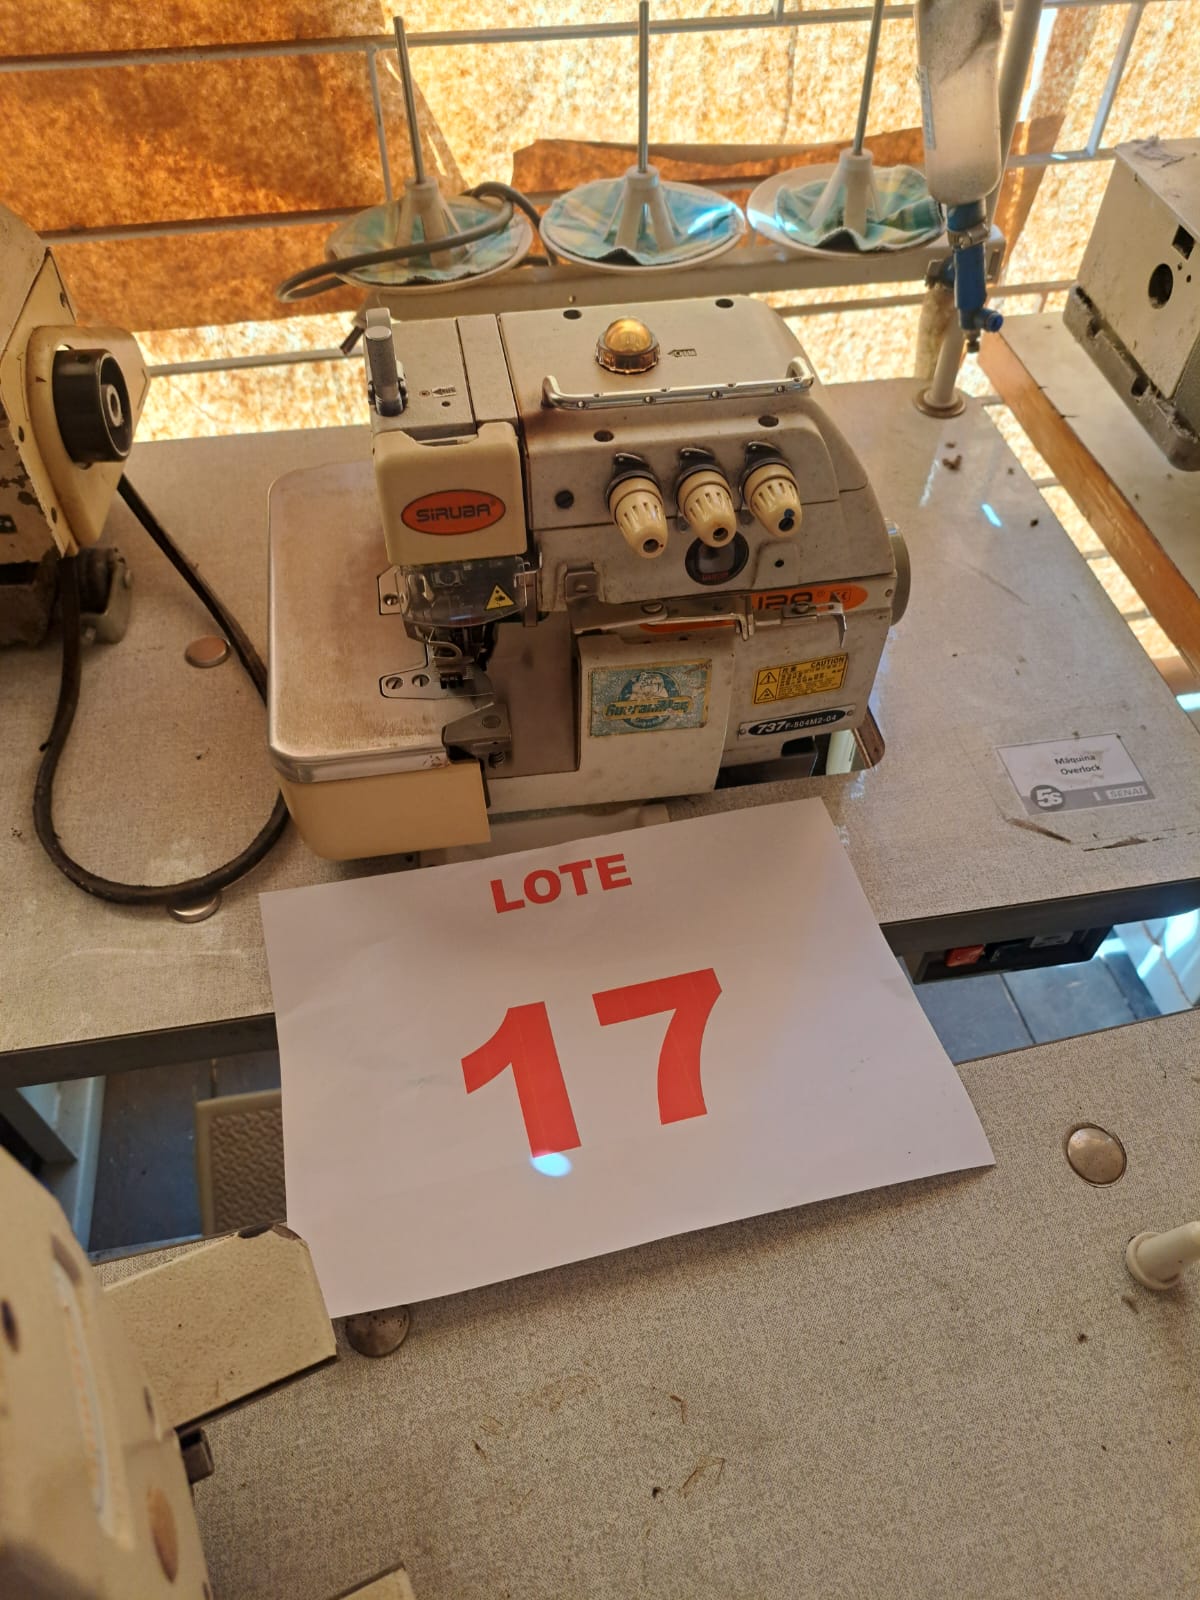 SIRUBA
CAUTION
737F-504M2-04
Máquina
Overlock
5S
SENAI
LOTE
17